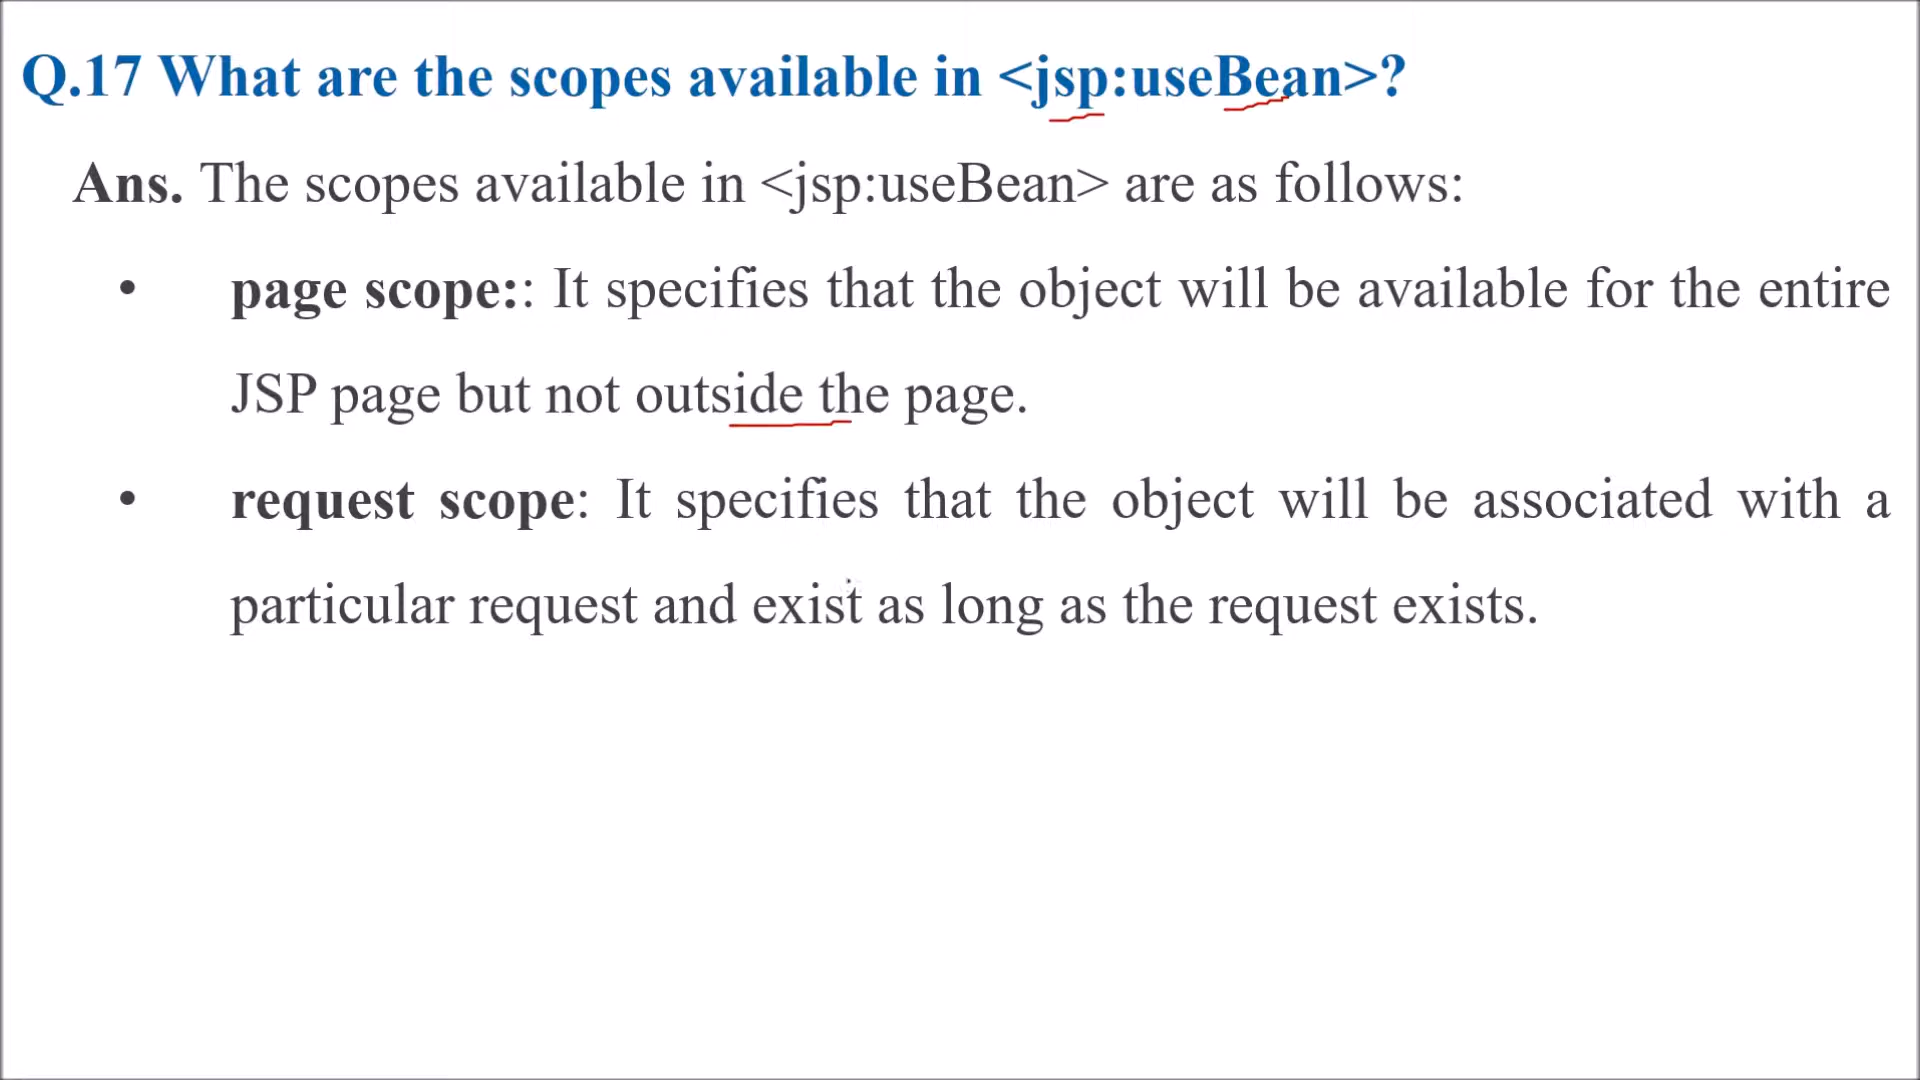 Q.17 What are the scopes available in <jsp:useBean>?
Ans. The scopes available in <jsp:useBean> are as follows:
• page scope:: It specifies that the object will be available for the entire
JSP page but not outside the page.
• request scope: It specifies that the object will be associated with a
particular request and exist as long as the request exists.